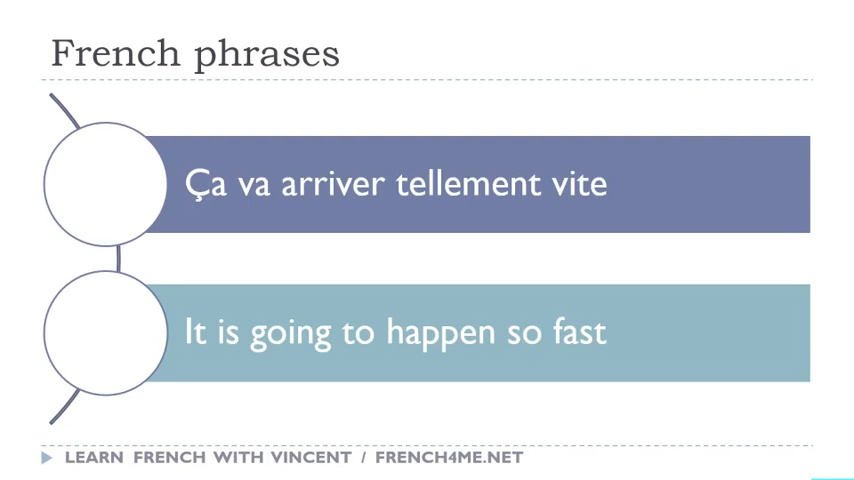 French phrases
Ça va arriver tellement vite
It is going to happen so fast
LEARN FRENCH WITH VINCENT / FRENCH4ME.NET